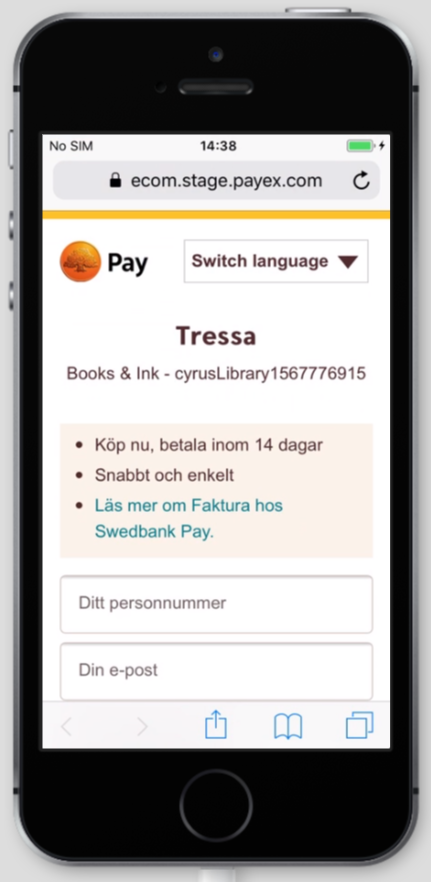 No SIM 14:38
ecom.stage.payex.com
Pay Switch language
Tressa
Books & Ink - cyrusLibrary1567776915
Köp nu, betala inom 14 dagar
Snabbt och enkelt
Läs mer om Faktura hos
Swedbank Pay.
Ditt personnummer
Din e-post